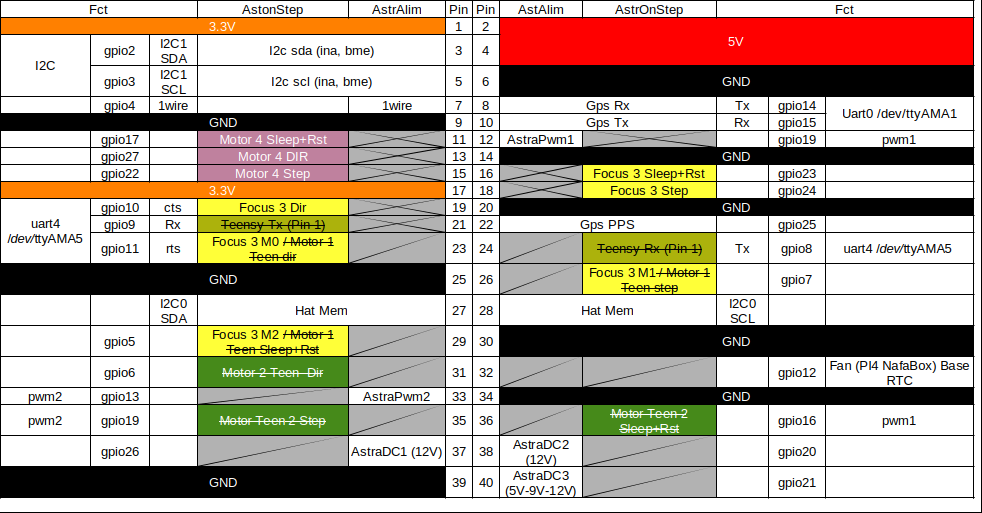 Fct AstonStep AstrAlim Pin Pin AstAlim AstrOnStep Fct
3.3V 1 2 5V
I2C gpio2 I2C1 SDA I2c sda (ina, bme) 3 4
gpio3 I2C1 SCL I2c scl (ina, bme) 5 6 GND
gpio4 1wire 1wire 7 8 Gps Rx Tx gpio14 Uart0 /dev/ttyAMA1
GND 9 10 Gps Tx Rx gpio15
gpio17 Motor 4 Sleep+Rst 11 12 AstraPwm1 gpio19 pwm1
gpio27 Motor 4 DIR 13 14 GND
gpio22 Motor 4 Step 15 16 Focus 3 Sleep+Rst gpio23
3.3V 17 18 Focus 3 Step gpio24
uart4 /dev/ttyAMA5 gpio10 cts Focus 3 Dir 19 20 GND
gpio9 Rx Teensy Tx (Pin 1) 21 22 Gps PPS gpio25
gpio11 rts Focus 3 M0 / Motor 1 Teen dir 23 24 Teensy Rx (Pin 1) Tx gpio8 uart4 /dev/ttyAMA5
GND 25 26 Focus 3 M1 / Motor 1 Teen step gpio7
I2C0 SDA Hat Mem 27 28 Hat Mem I2C0 SCL
gpio5 Focus 3 M2 / Motor 1 Teen Sleep+Rst 29 30 GND
gpio6 Motor 2 Teen Dir 31 32 gpio12 Fan (PI4 NafaBox) Base RTC
pwm2 gpio13 AstraPwm2 33 34 GND
pwm2 gpio19 Motor Teen 2 Step 35 36 Motor Teen 2 Sleep+Rst gpio16 pwm1
gpio26 AstraDC1 (12V) 37 38 AstraDC2 (12V) gpio20
GND 39 40 AstraDC3 (5V-9V-12V) gpio21